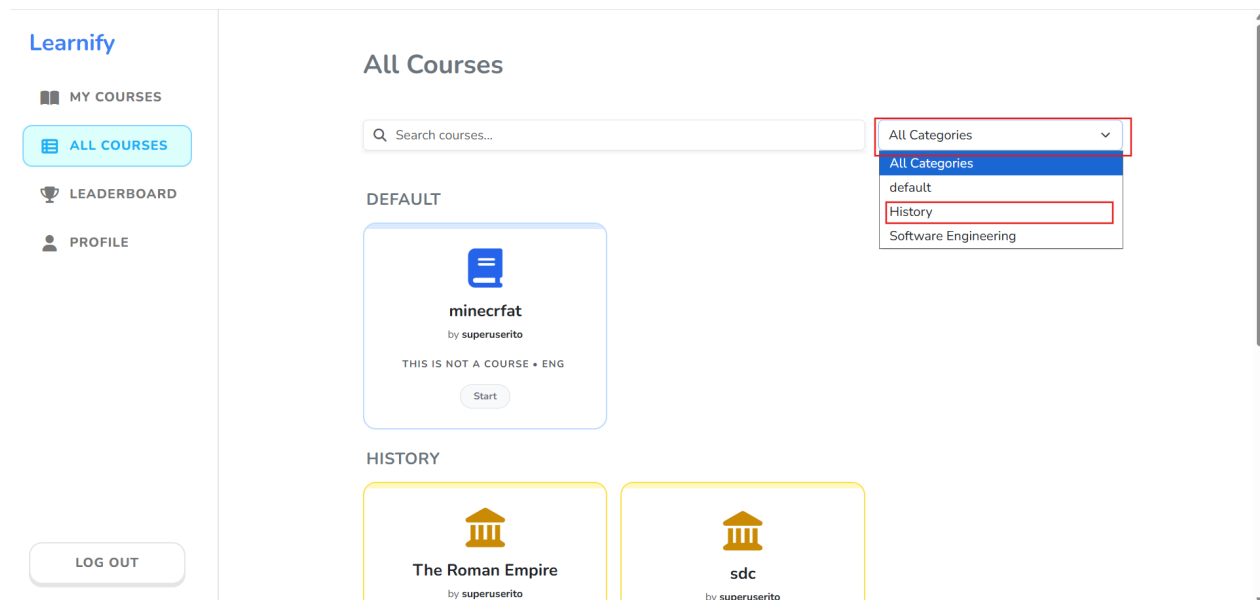 Learnify
MY COURSES
ALL COURSES
LEADERBOARD
PROFILE
LOG OUT
All Courses
Search courses...
All Categories
All Categories
default
History
Software Engineering
DEFAULT
minecrfat
by superuserito
THIS IS NOT A COURSE • ENG
Start
HISTORY
The Roman Empire
by superuserito
sdc
by superuserito